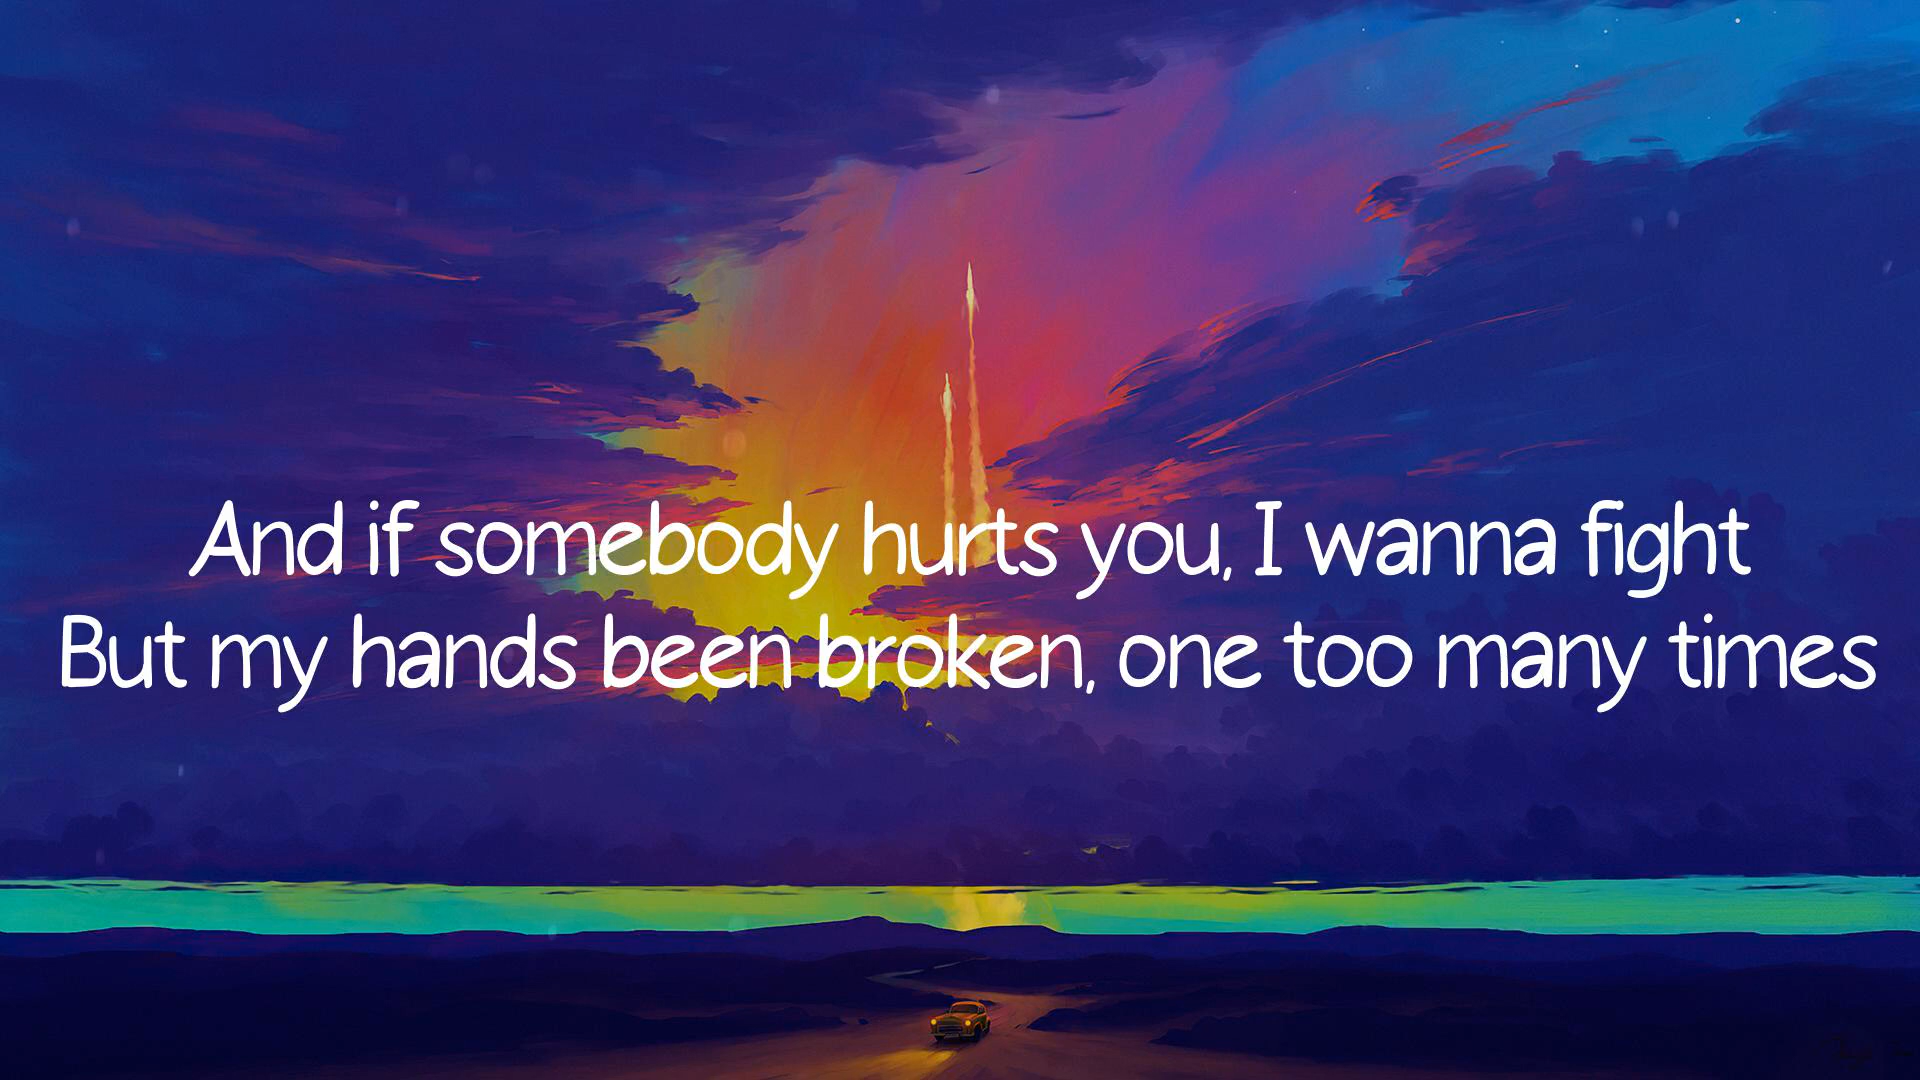 And if somebody hurts you, I wanna fight
But my hands been broken, one too many times